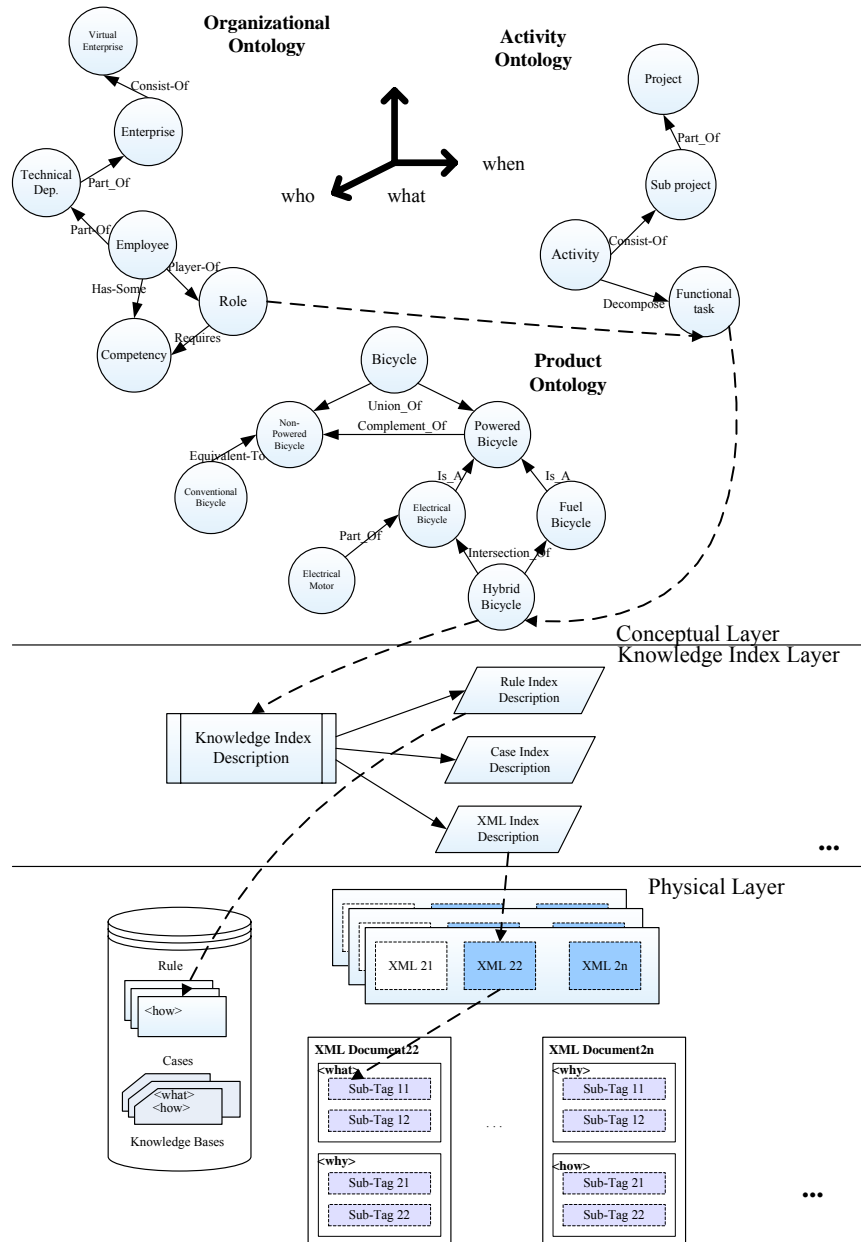 Organizational
Ontology
Activity
Ontology
Virtual
Enterprise
Consist-Of
Enterprise
Technical
Dep.
Part_Of
Part-Of
Employee
Player-Of
Has-Some
Role
Requires
Competency
who
what
when
Project
Part_Of
Sub project
Consist-Of
Activity
Decompose
Functional
task
Product
Ontology
Bicycle
Union_Of
Non-
Powered
Bicycle
Complement_Of
Powered
Bicycle
Equivalent-To
Conventional
Bicycle
Is_A
Is_A
Electrical
Bicycle
Fuel
Bicycle
Part_Of
Intersection_Of
Electrical
Motor
Hybrid
Bicycle
Conceptual Layer
Knowledge Index Layer
Knowledge Index
Description
Rule Index
Description
Case Index
Description
XML Index
Description
...
Physical Layer
Rule
<how>
Cases
<what>
<how>
Knowledge Bases
XML 21
XML 22
XML 2n
XML Document22
<what>
Sub-Tag 11
Sub-Tag 12
<why>
Sub-Tag 21
Sub-Tag 22
...
XML Document2n
<why>
Sub-Tag 11
Sub-Tag 12
<how>
Sub-Tag 21
Sub-Tag 22
...